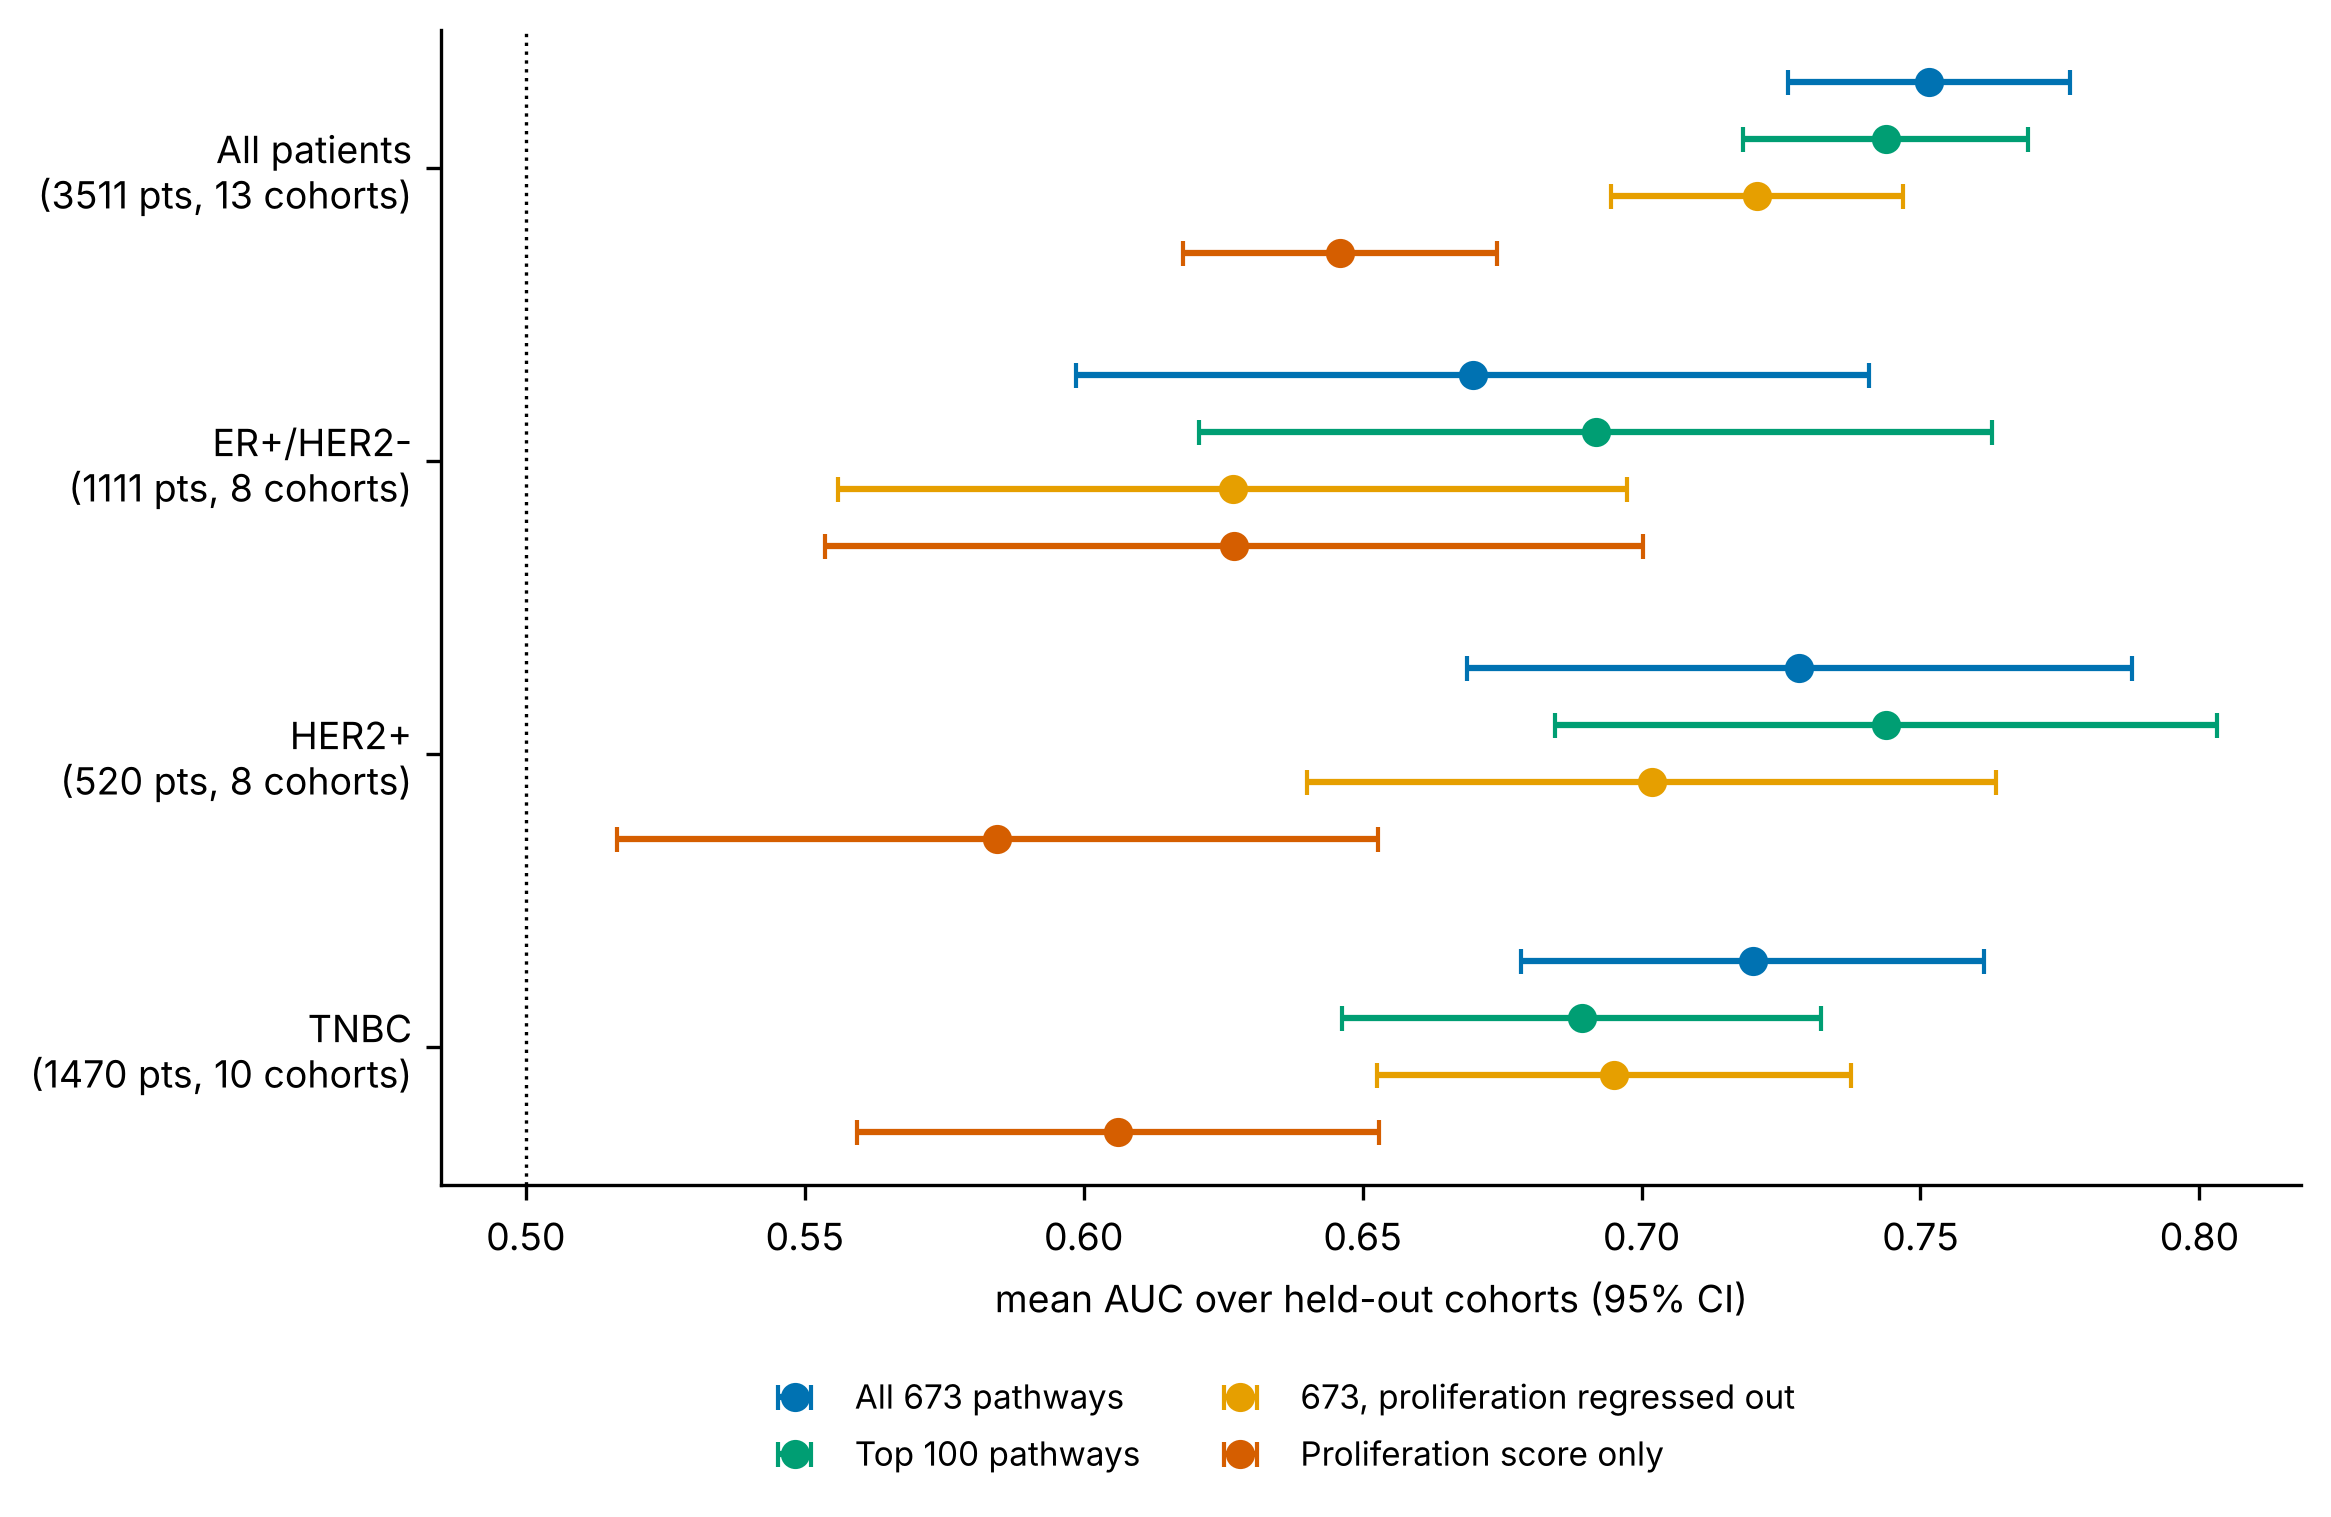 All patients
(3511 pts, 13 cohorts)
ER+/HER2-
(1111 pts, 8 cohorts)
HER2+
(520 pts, 8 cohorts)
TNBC
(1470 pts, 10 cohorts)
0.50 0.55 0.60 0.65 0.70 0.75 0.80
mean AUC over held-out cohorts (95% CI)
All 673 pathways
Top 100 pathways
673, proliferation regressed out
Proliferation score only